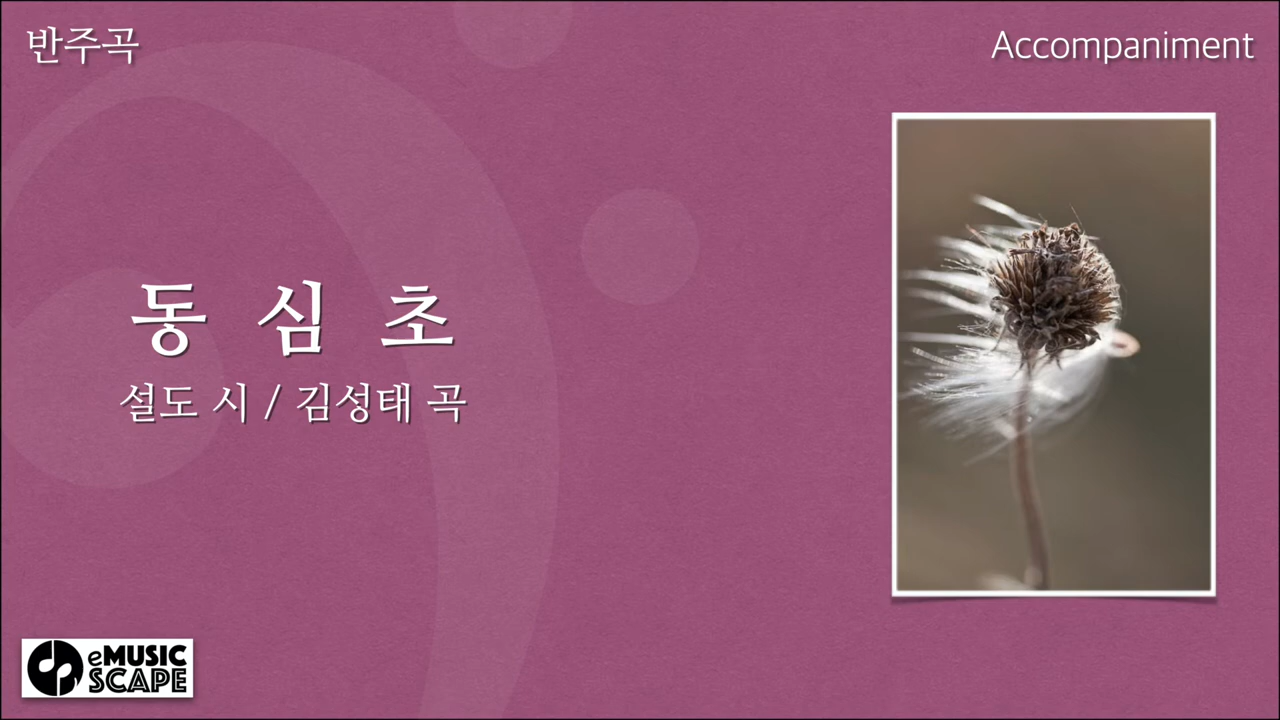 반주곡
Accompaniment
동 심 초
설도 시 / 김성태 곡
eMUSIC
SCAPE